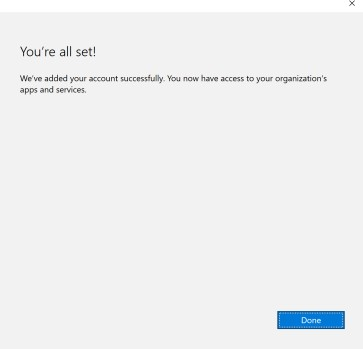 You're all set!
We've added your account successfully. You now have access to your organization's
apps and services.
Done